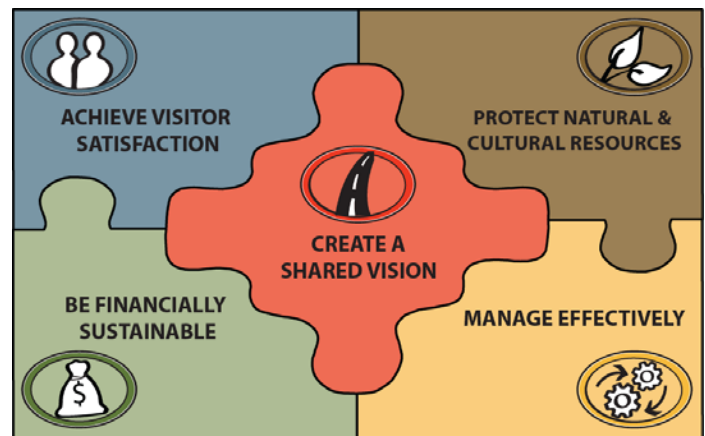 ACHIEVE VISITOR
SATISFACTION
PROTECT NATURAL &
CULTURAL RESOURCES
CREATE A
SHARED VISION
BE FINANCIALLY
SUSTAINABLE
$
MANAGE EFFECTIVELY